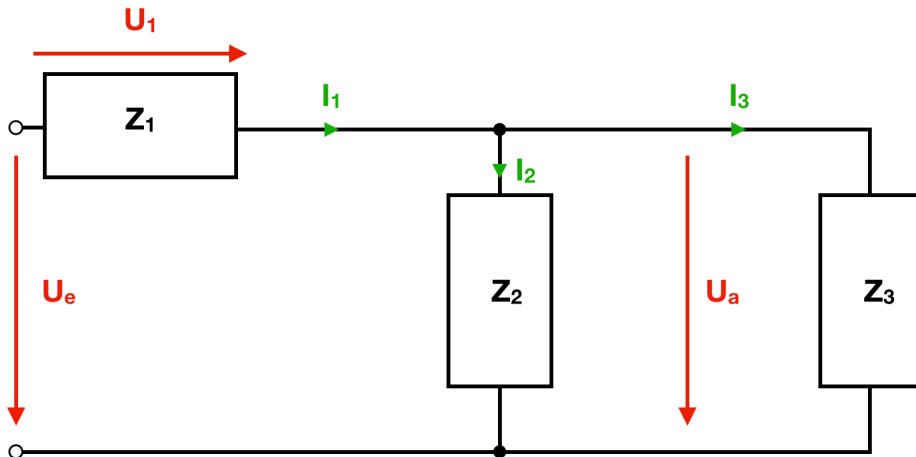 U₁
Z₁
I₁
I₃
I₂
Uₑ
Z₂
Uₐ
Z₃